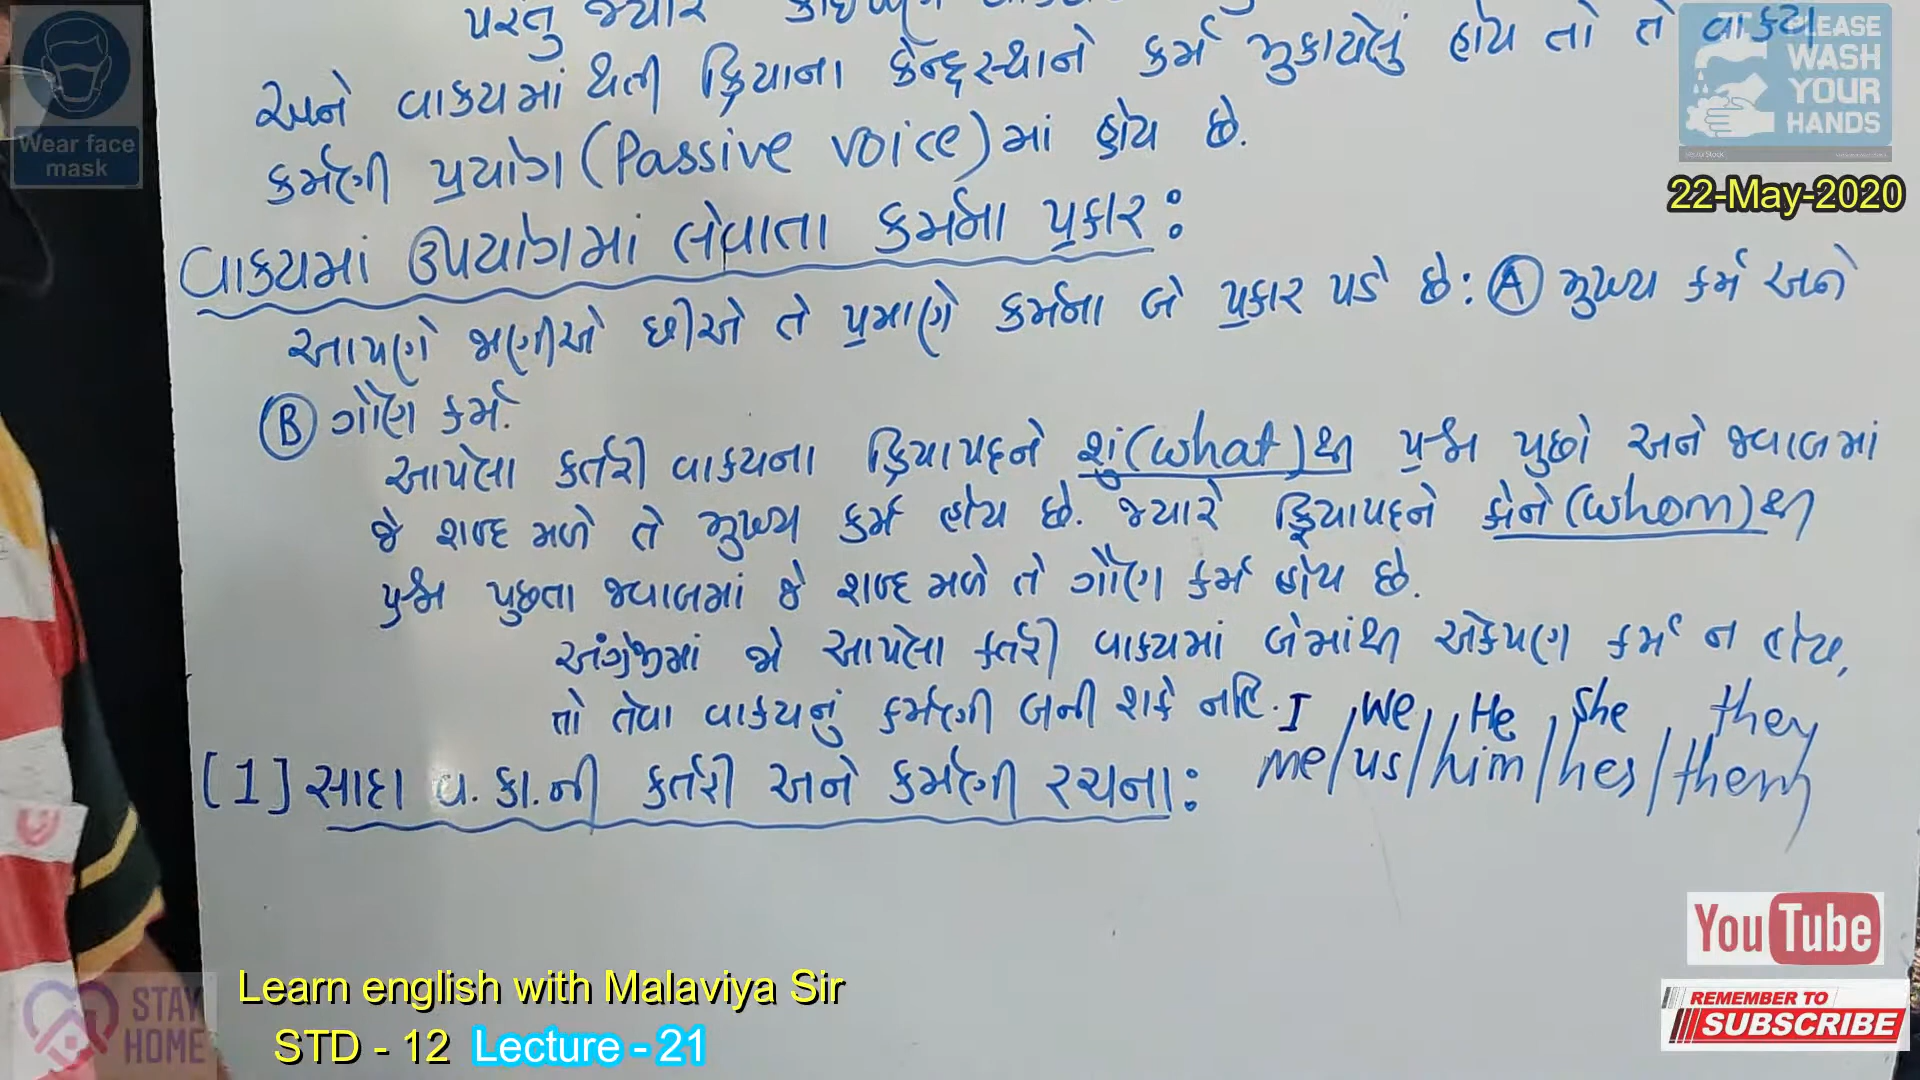 પરંતુ જ્યારે
અને વાક્યમાં થતી ક્રિયાના કેન્દ્રસ્થાને કર્મ મુકાયેલું હોય તો તે વાક્ય
કર્મણી પ્રયોગ (Passive voice) માં હોય છે.
વાક્યમાં ઉપયોગમાં લેવાતા કર્મના પ્રકાર :
આપણે જાણીએ છીએ તે પ્રમાણે કર્મના બે પ્રકાર પડે છે : (A) મુખ્ય કર્મ અને
(B) ગૌણ કર્મ.
આપેલા કર્તરી વાક્યના ક્રિયાપદને શું (what) થી પ્રશ્ન પુછો અને જવાબમાં
જે શબ્દ મળે તે મુખ્ય કર્મ હોય છે. જ્યારે ક્રિયાપદને કોને (whom) થી
પ્રશ્ન પુછતા જવાબમાં જે શબ્દ મળે તે ગૌણ કર્મ હોય છે.
અંગ્રેજીમાં જો આપેલા કર્તરી વાક્યમાં બેમાંથી એકપણ કર્મ ન હોય,
તો તેવા વાક્યનું કર્મણી બની શકે નહિ. I we He She they
[1] સાદા વ. કા. ની કર્તરી અને કર્મણી રચના : me/us/him/her/them
Wear face
mask
PLEASE
WASH
YOUR
HANDS
22-May-2020
YouTube
REMEMBER TO
SUBSCRIBE
STAY
HOME
Learn english with Malaviya Sir
STD - 12 Lecture - 21